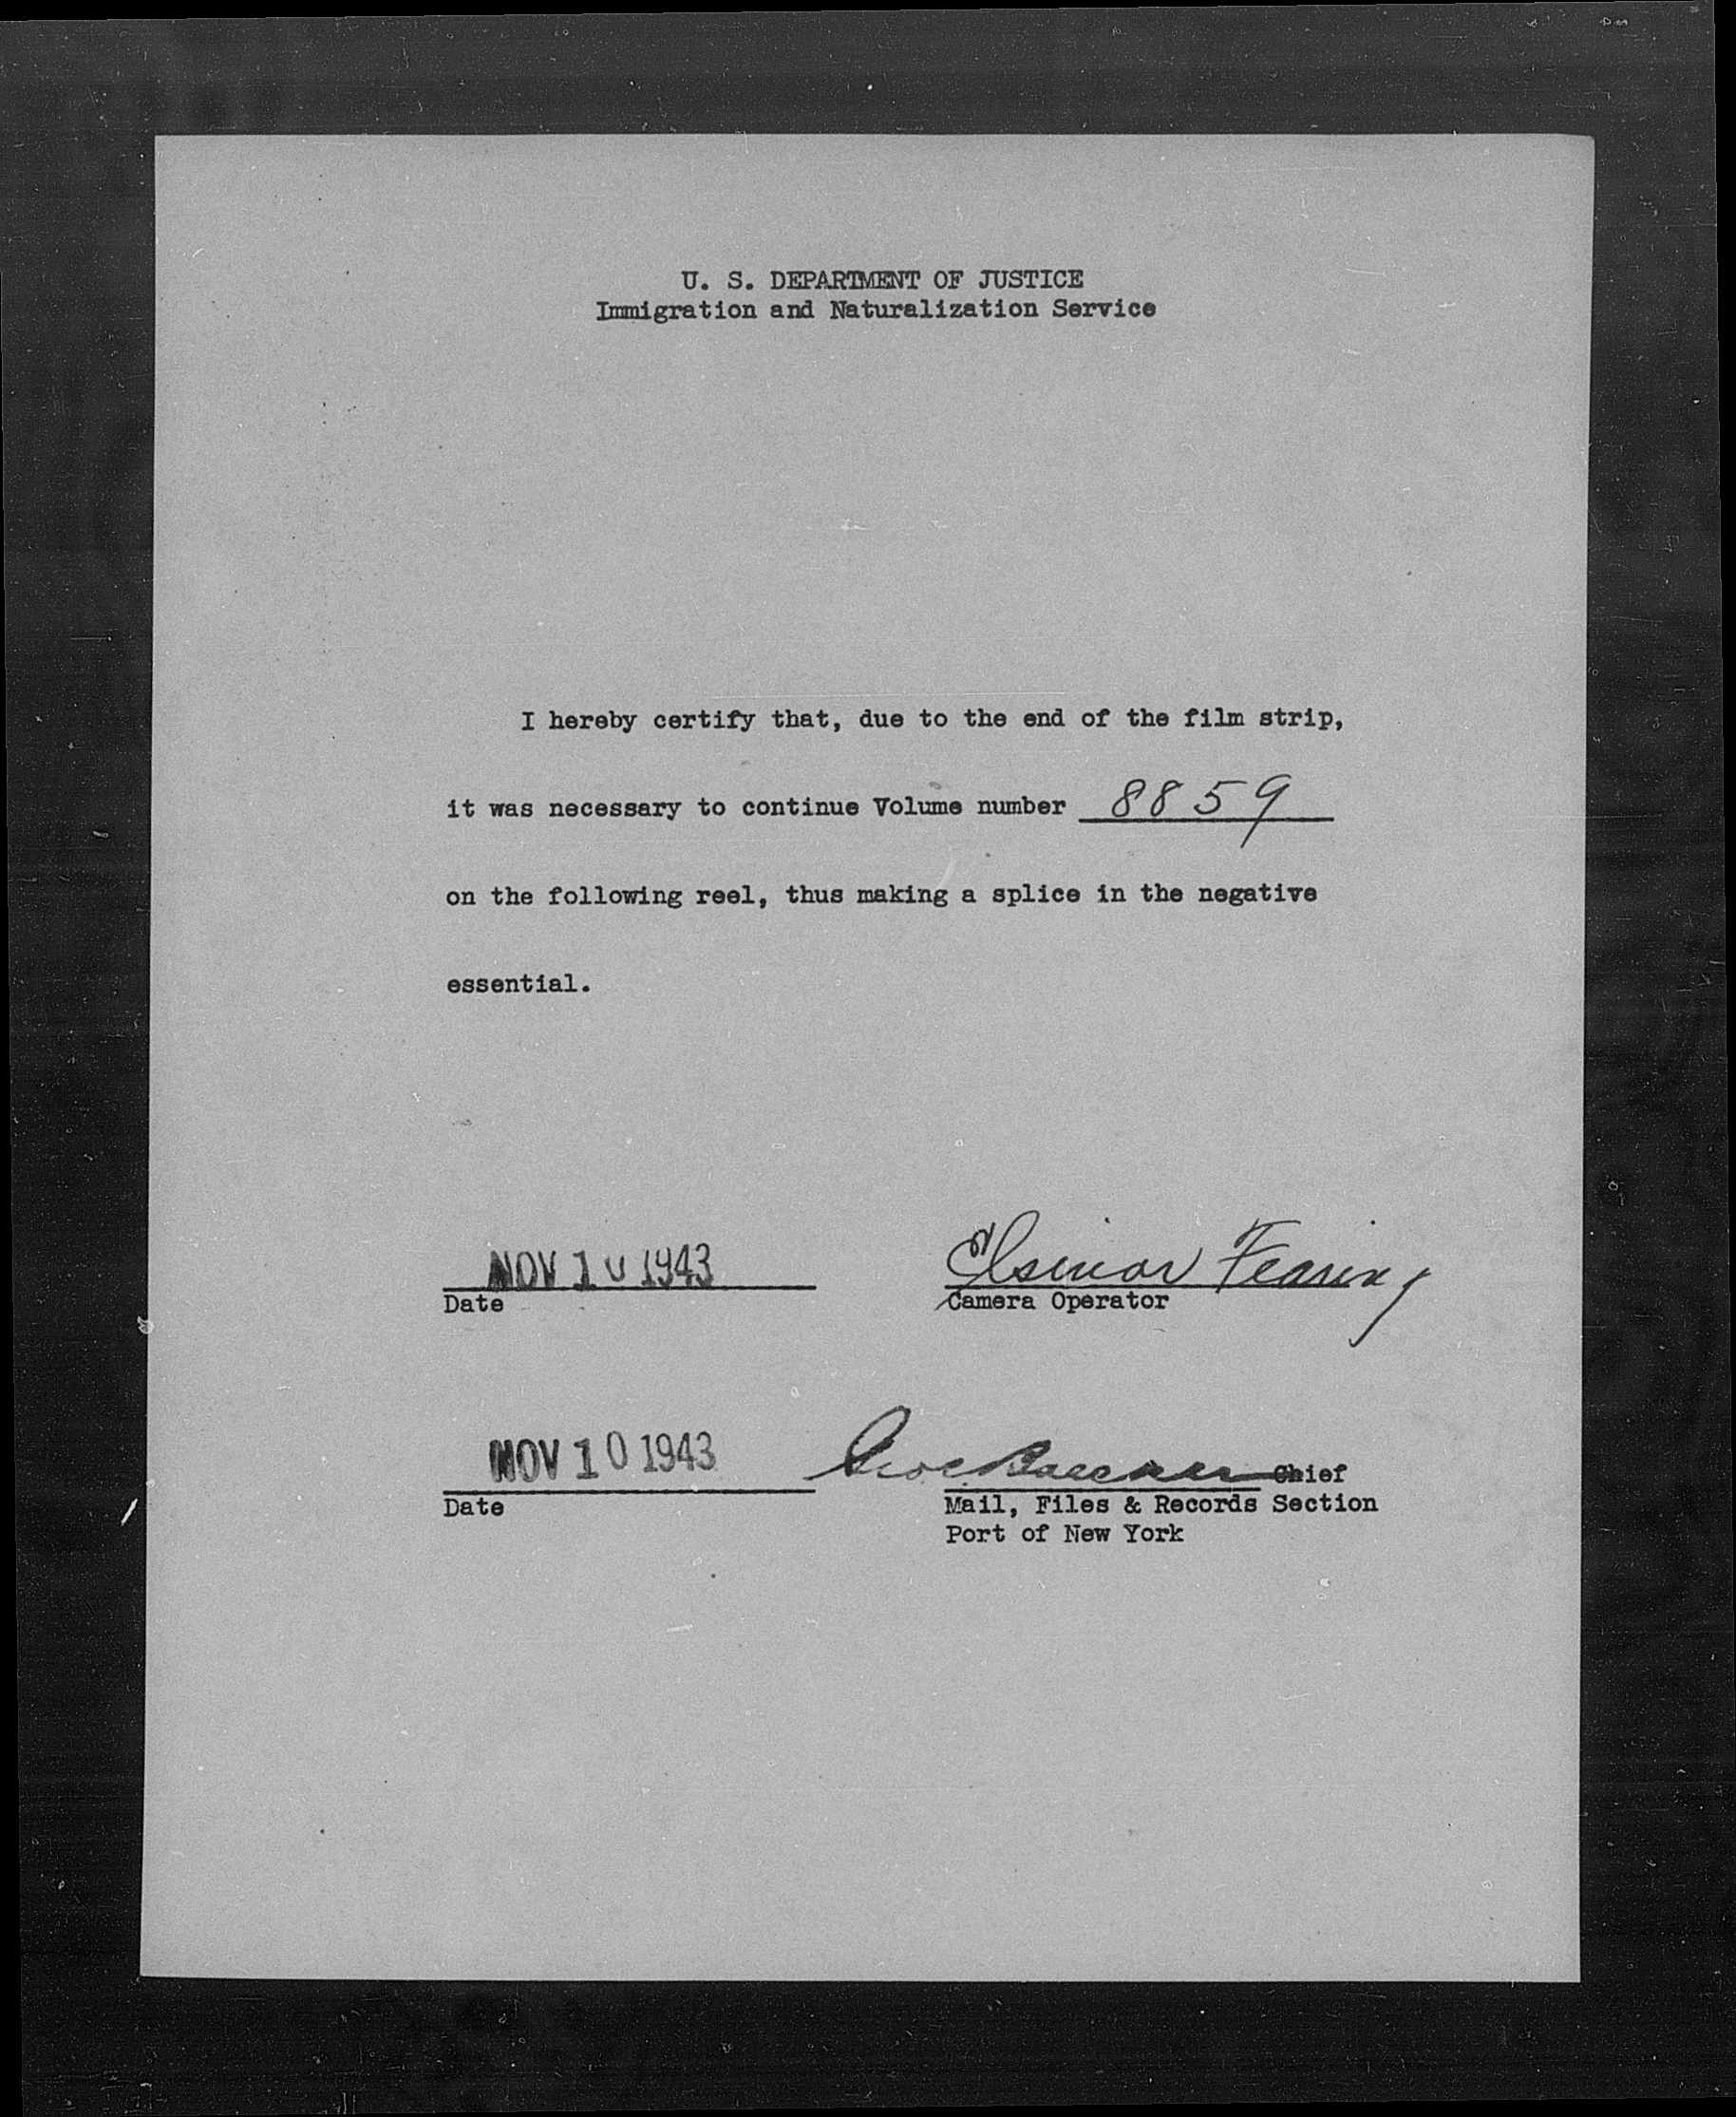 U. S. DEPARTMENT OF JUSTICE
Immigration and Naturalization Service
I hereby certify that, due to the end of the film strip,
it was necessary to continue Volume number 8859
on the following reel, thus making a splice in the negative
essential.
NOV 10 1943
Date
Elsinor Fearing
Camera Operator
NOV 10 1943
Date
Chief
Mail, Files & Records Section
Port of New York